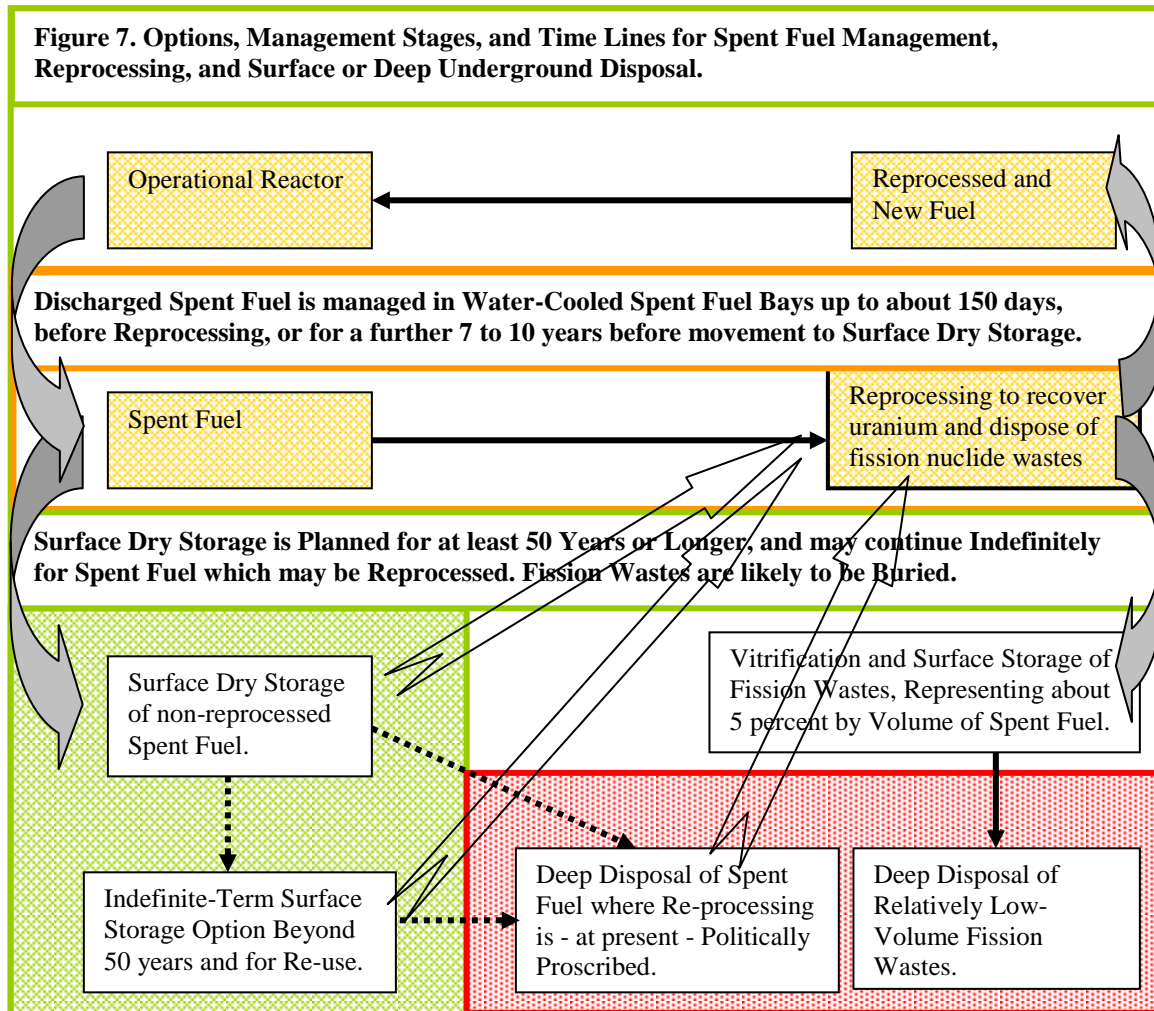 Figure 7. Options, Management Stages, and Time Lines for Spent Fuel Management,
Reprocessing, and Surface or Deep Underground Disposal.
Operational Reactor
Reprocessed and
New Fuel
Discharged Spent Fuel is managed in Water-Cooled Spent Fuel Bays up to about 150 days,
before Reprocessing, or for a further 7 to 10 years before movement to Surface Dry Storage.
Spent Fuel
Reprocessing to recover
uranium and dispose of
fission nuclide wastes
Surface Dry Storage is Planned for at least 50 Years or Longer, and may continue Indefinitely
for Spent Fuel which may be Reprocessed. Fission Wastes are likely to be Buried.
Surface Dry Storage
of non-reprocessed
Spent Fuel.
Vitrification and Surface Storage of
Fission Wastes, Representing about
5 percent by Volume of Spent Fuel.
Indefinite-Term Surface
Storage Option Beyond
50 years and for Re-use.
Deep Disposal of Spent
Fuel where Re-processing
is - at present - Politically
Proscribed.
Deep Disposal of
Relatively Low-
Volume Fission
Wastes.